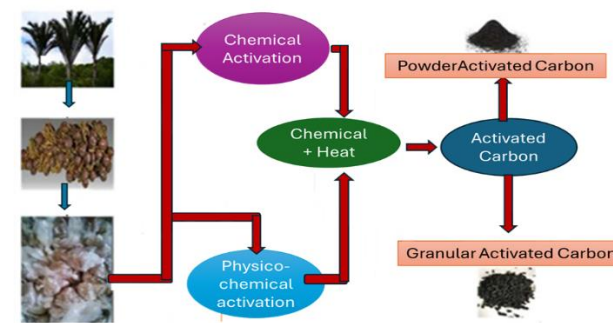 Chemical
Activation
PowderActivated Carbon
Chemical
+ Heat
Activated
Carbon
Physico-
chemical
activation
Granular Activated Carbon